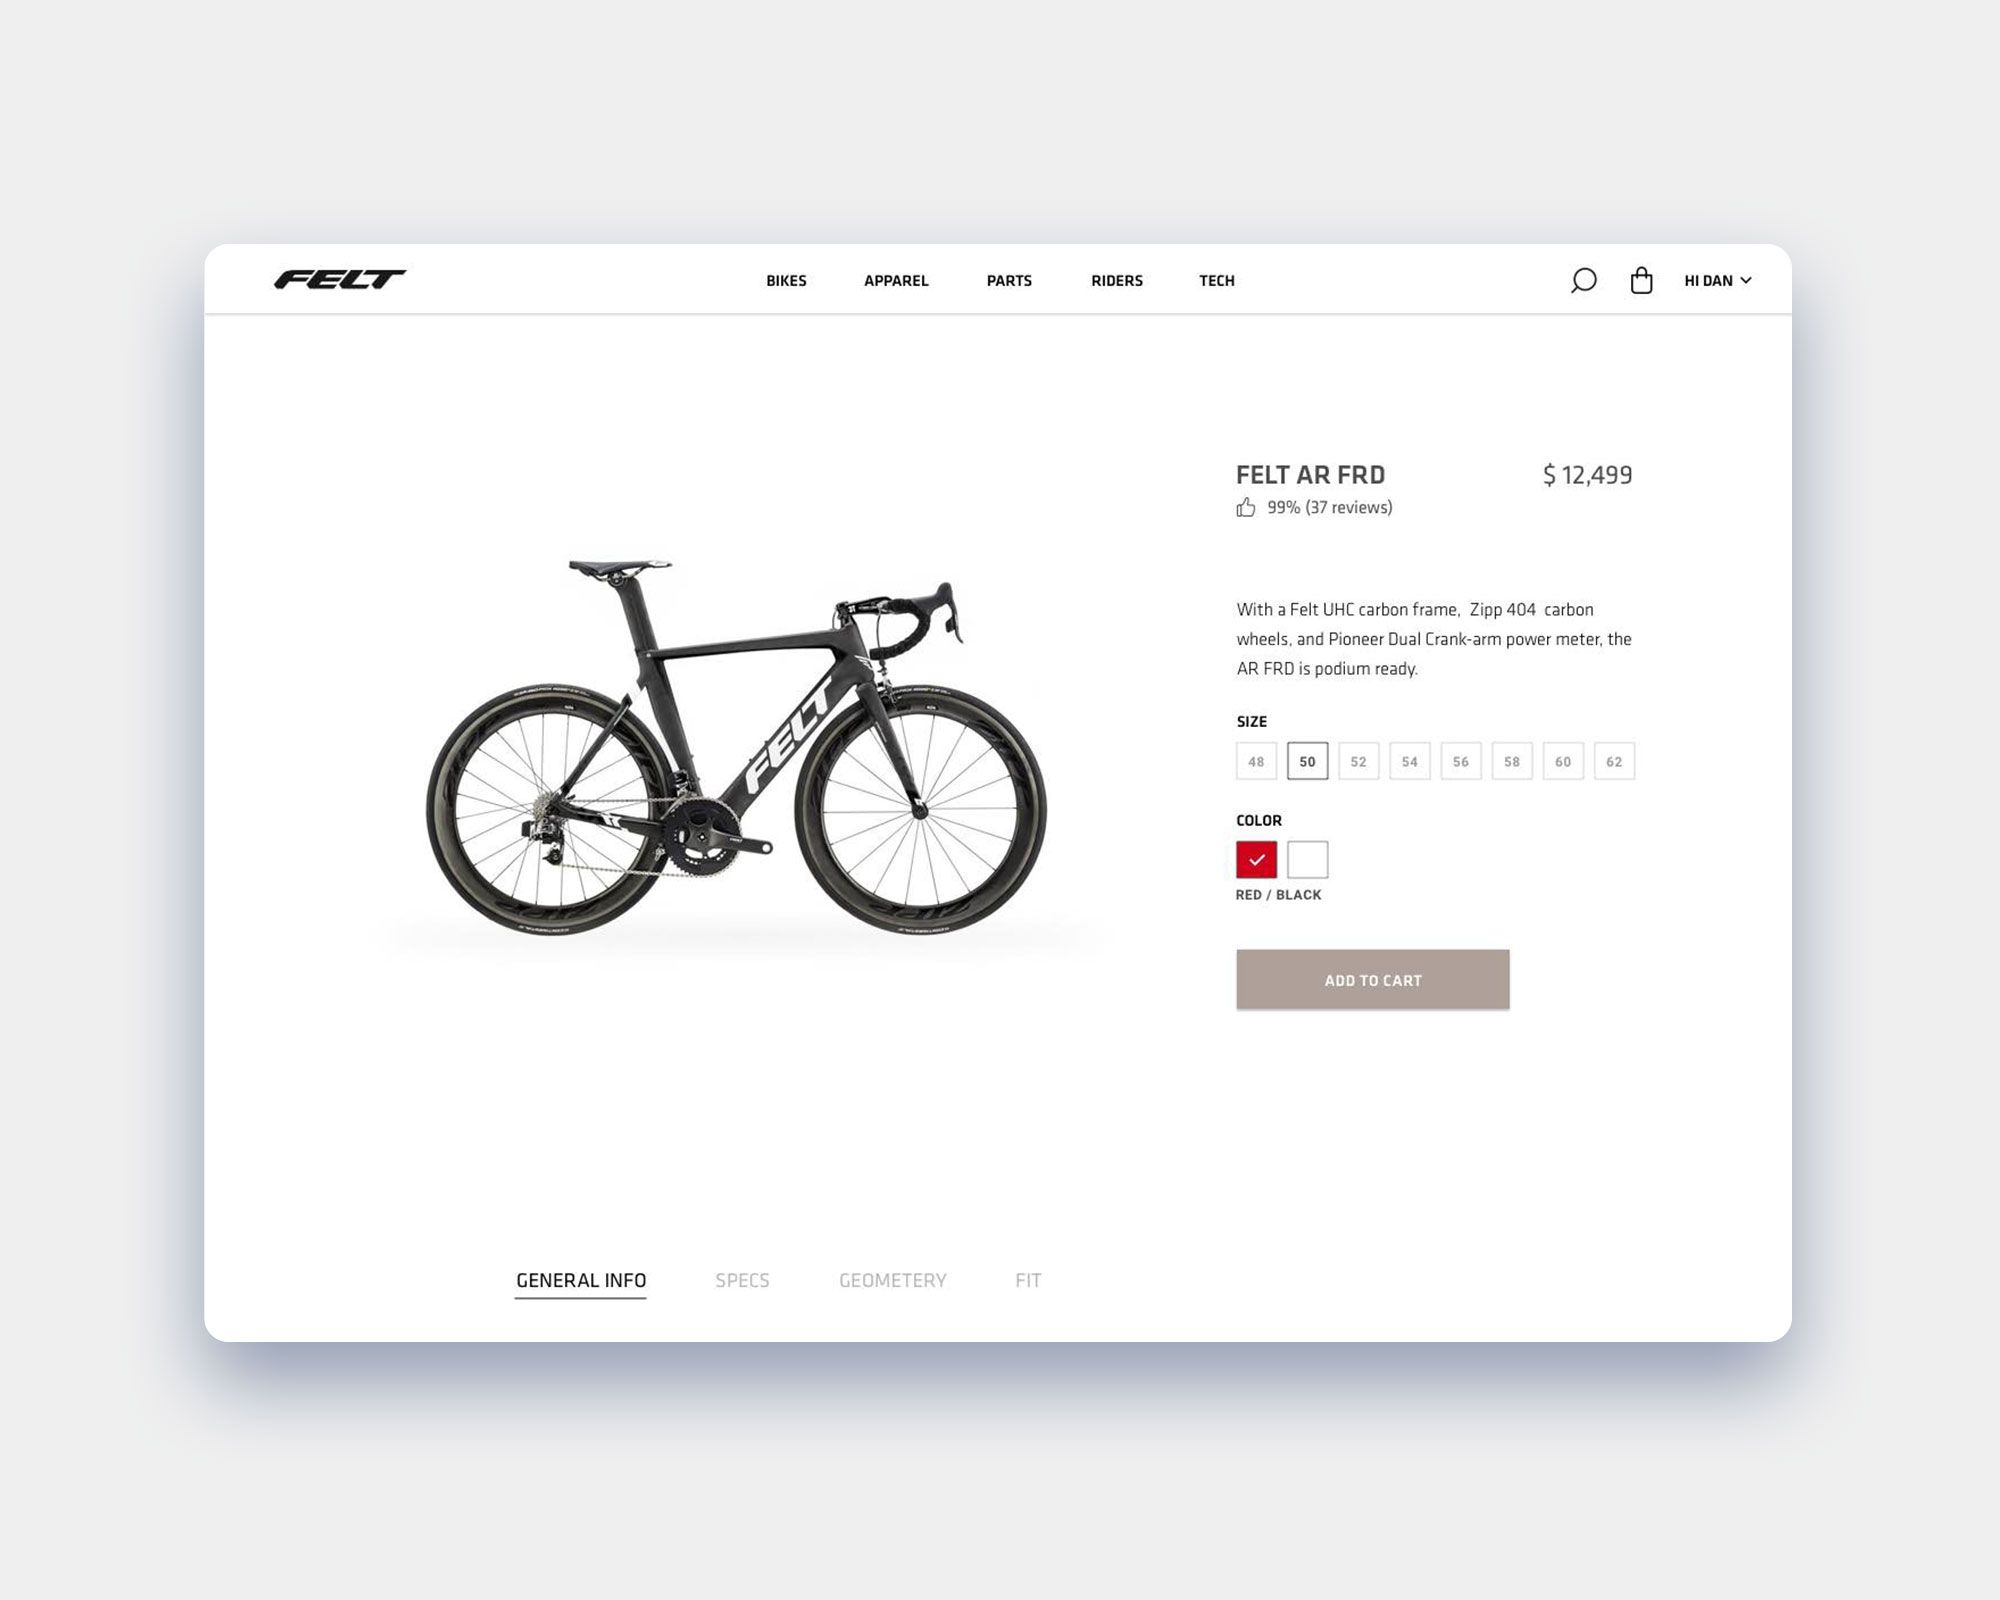 FELT
BIKES APPAREL PARTS RIDERS TECH
HI DAN
FELT AR FRD
$ 12,499
99% (37 reviews)
With a Felt UHC carbon frame, Zipp 404 carbon
wheels, and Pioneer Dual Crank-arm power meter, the
AR FRD is podium ready.
SIZE
48 50 52 54 56 58 60 62
COLOR
RED / BLACK
ADD TO CART
FELT
GENERAL INFO SPECS GEOMETERY FIT